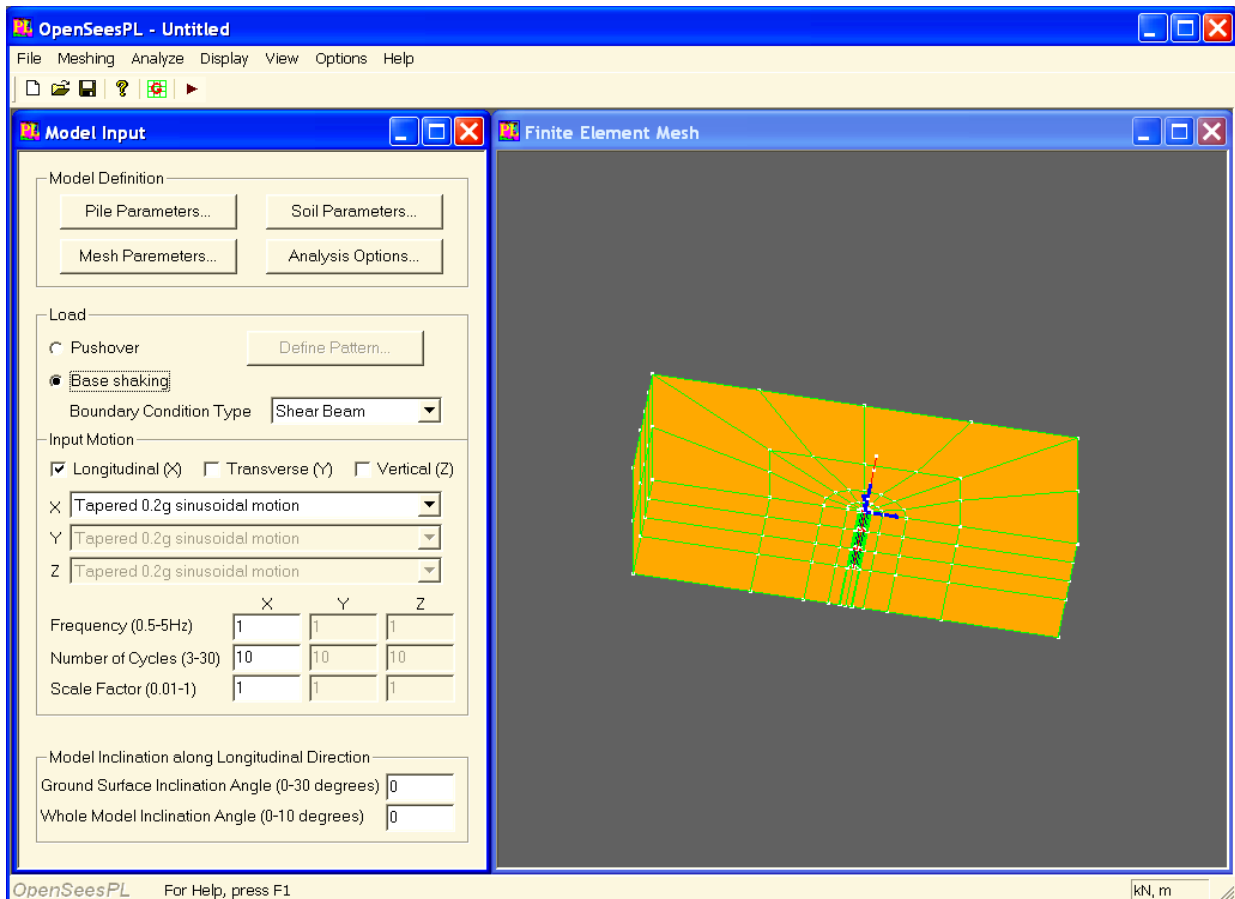 OpenSeesPL - Untitled
File Meshing Analyze Display View Options Help
Model Input
Finite Element Mesh
Model Definition
Pile Parameters... Soil Parameters...
Mesh Paremeters... Analysis Options...
Load
Pushover Define Pattern...
Base shaking
Boundary Condition Type Shear Beam
Input Motion
Longitudinal (X) Transverse (Y) Vertical (Z)
X Tapered 0.2g sinusoidal motion
Y Tapered 0.2g sinusoidal motion
Z Tapered 0.2g sinusoidal motion
X Y Z
Frequency (0.5-5Hz) 1 1 1
Number of Cycles (3-30) 10 10 10
Scale Factor (0.01-1) 1 1 1
Model Inclination along Longitudinal Direction
Ground Surface Inclination Angle (0-30 degrees) 0
Whole Model Inclination Angle (0-10 degrees) 0
OpenSeesPL For Help, press F1 kN, m